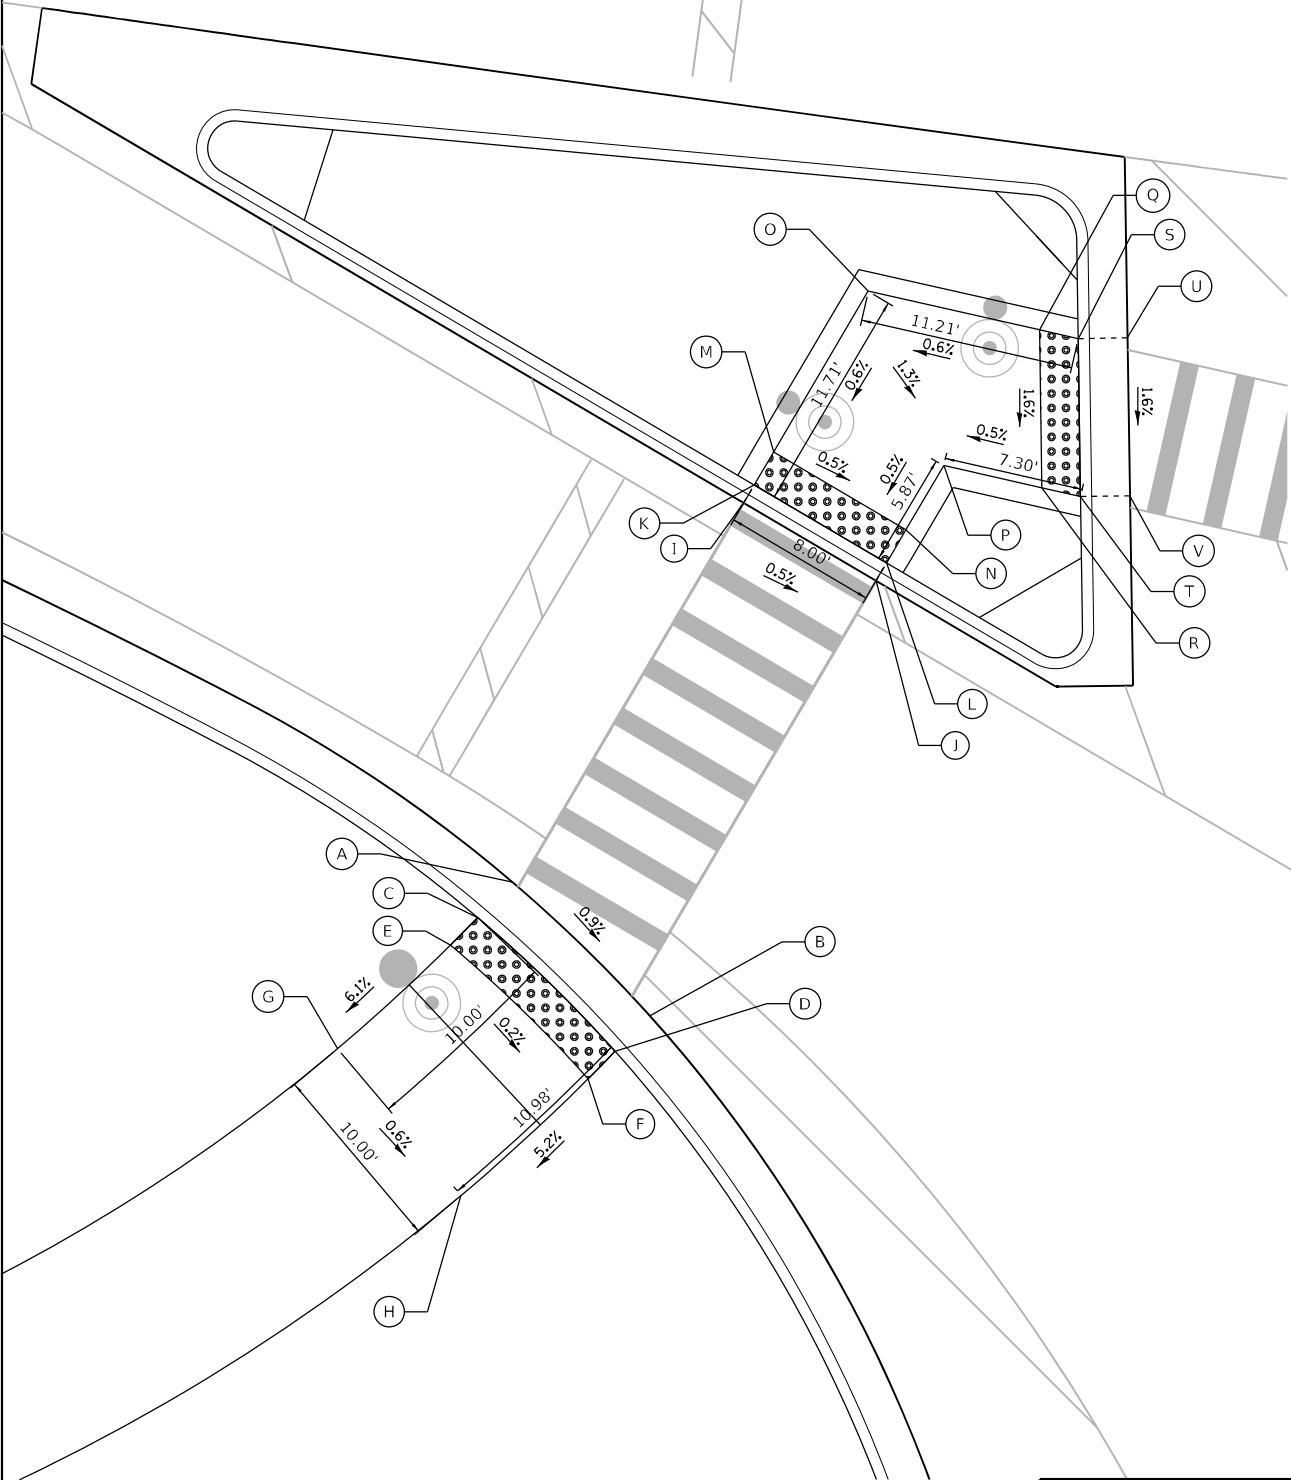 Q
O
S
U
11.21'
0.6%
M
1.3%
0.6%
11.71'
1.6%
1.6%
0.5%
0.5%
0.5%
7.30'
5.87'
K
I
P
8.00'
V
N
0.5%
T
R
L
J
A
C
0.9%
E
B
6.1%
G
D
10.00'
0.2%
10.98'
F
0.6%
10.00'
5.2%
H